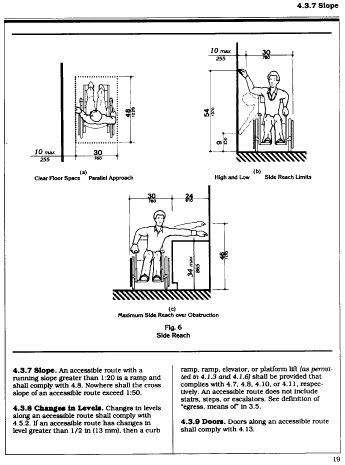 4.3.7 Slope
10 max
255
30
760
48
1220
(a)
Clear Floor Space Parallel Approach
10 max
255
30
760
54
1370
9
230
(b)
High and Low Side Reach Limits
30
760
24
610
34 max
865
46
(c)
Maximum Side Reach over Obstruction
Fig. 6
Side Reach
4.3.7 Slope. An accessible route with a
running slope greater than 1:20 is a ramp and
shall comply with 4.8. Nowhere shall the cross
slope of an accessible route exceed 1:50.
4.3.8 Changes in Levels. Changes in levels
along an accessible route shall comply with
4.5.2. If an accessible route has changes in
level greater than 1/2 in (13 mm), then a curb
ramp, ramp, elevator, or platform lift (as permit-
ted in 4.1.3 and 4.1.6) shall be provided that
complies with 4.7, 4.8, 4.10, or 4.11, respec-
tively. An accessible route does not include
stairs, steps, or escalators. See definition of
"egress, means of" in 3.5.
4.3.9 Doors. Doors along an accessible route
shall comply with 4.13.
19